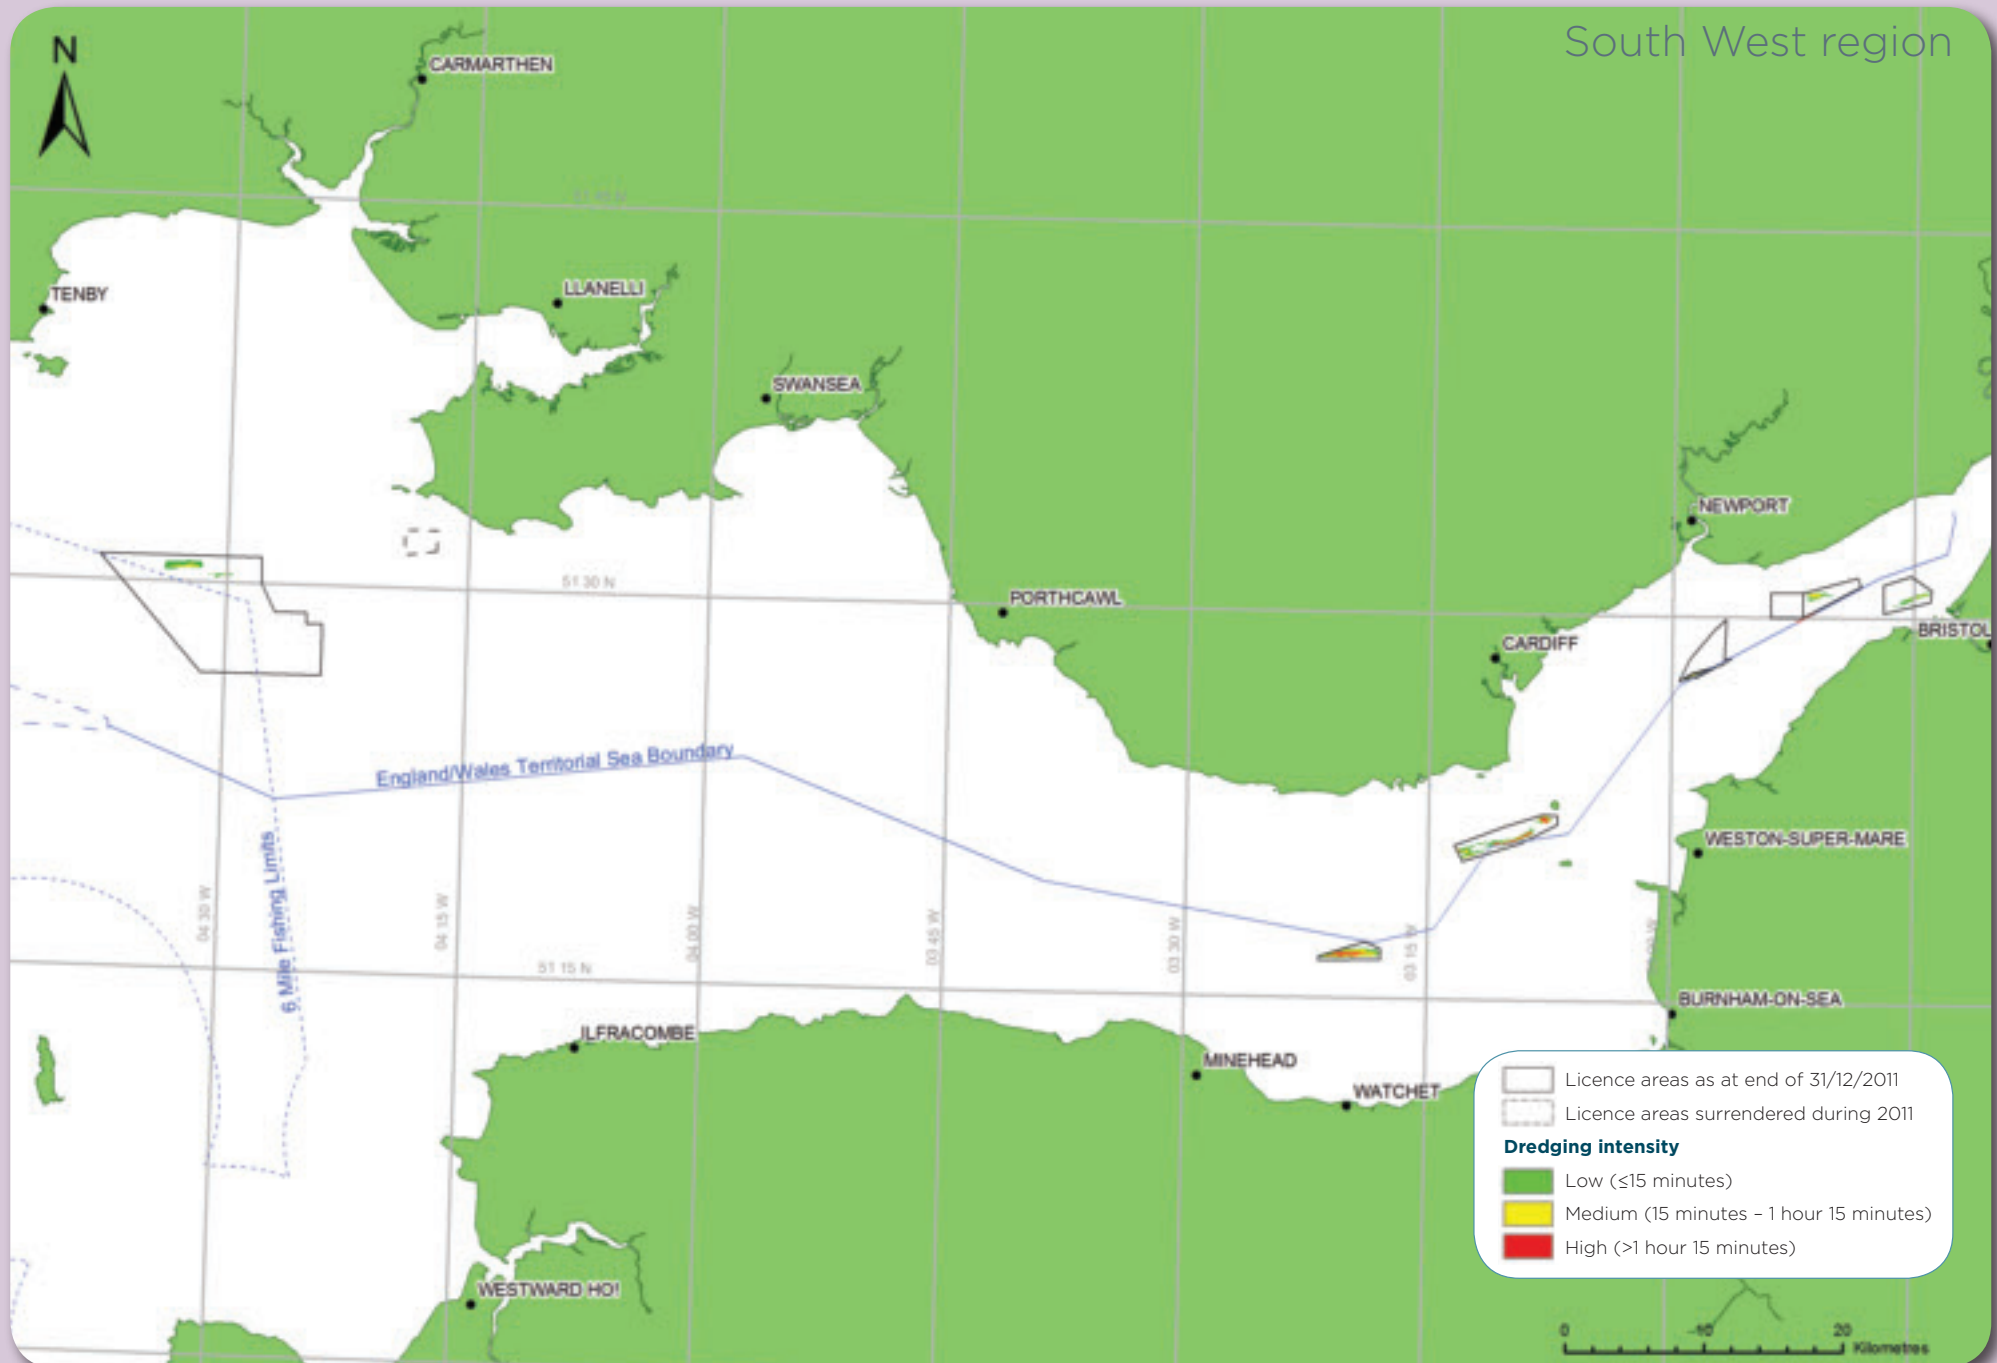 South West region
N
CARMARTHEN
TENBY
LLANELLI
SWANSEA
NEWPORT
51 30 N
PORTHCAWL
BRISTOL
CARDIFF
England/Wales Territorial Sea Boundary
6 Mile Fishing Limits
WESTON-SUPER-MARE
04 30 W
04 15 W
04 00 W
03 45 W
03 30 W
03 15 W
51 15 N
BURNHAM-ON-SEA
ILFRACOMBE
MINEHEAD
WATCHET
WESTWARD HO!
Licence areas as at end of 31/12/2011
Licence areas surrendered during 2011
Dredging intensity
Low (≤15 minutes)
Medium (15 minutes – 1 hour 15 minutes)
High (>1 hour 15 minutes)
0 10 20
Kilometres